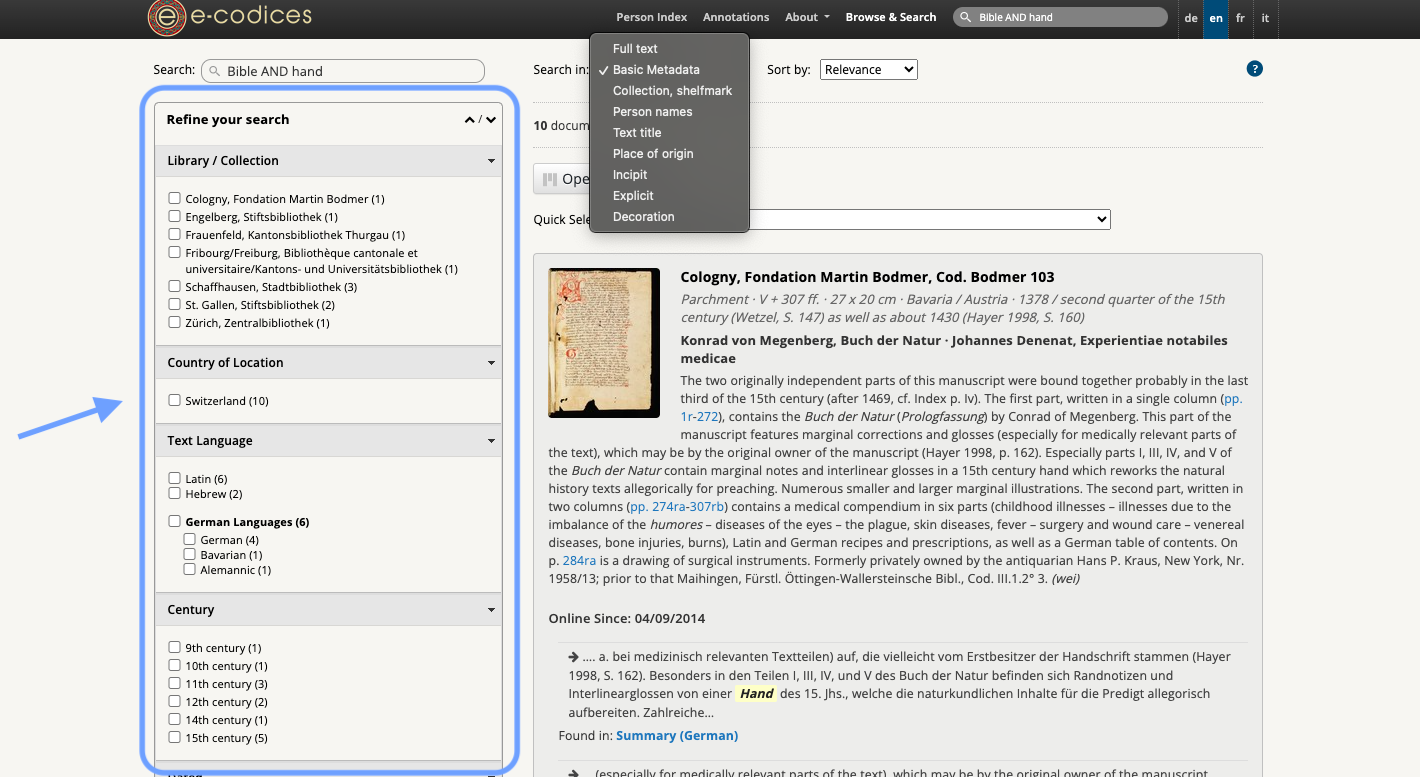 e-codices
Person Index Annotations About Browse & Search Bible AND hand de en fr it
Search: Bible AND hand
Search in:
Full text
✓ Basic Metadata
Collection, shelfmark
Person names
Text title
Place of origin
Incipit
Explicit
Decoration
Sort by: Relevance
?
Refine your search /
Library / Collection
Cologny, Fondation Martin Bodmer (1)
Engelberg, Stiftsbibliothek (1)
Frauenfeld, Kantonsbibliothek Thurgau (1)
Fribourg/Freiburg, Bibliothèque cantonale et
universitaire/Kantons- und Universitätsbibliothek (1)
Schaffhausen, Stadtbibliothek (3)
St. Gallen, Stiftsbibliothek (2)
Zürich, Zentralbibliothek (1)
Country of Location
Switzerland (10)
Text Language
Latin (6)
Hebrew (2)
German Languages (6)
German (4)
Bavarian (1)
Alemannic (1)
Century
9th century (1)
10th century (1)
11th century (3)
12th century (2)
14th century (1)
15th century (5)
10 docum
Ope
Quick Sele
Cologny, Fondation Martin Bodmer, Cod. Bodmer 103
Parchment · V + 307 ff. · 27 x 20 cm · Bavaria / Austria · 1378 / second quarter of the 15th
century (Wetzel, S. 147) as well as about 1430 (Hayer 1998, S. 160)
Konrad von Megenberg, Buch der Natur · Johannes Denenat, Experientiae notabiles
medicae
The two originally independent parts of this manuscript were bound together probably in the last
third of the 15th century (after 1469, cf. Index p. Iv). The first part, written in a single column (pp.
1r-272), contains the Buch der Natur (Prologfassung) by Conrad of Megenberg. This part of the
manuscript features marginal corrections and glosses (especially for medically relevant parts of
the text), which may be by the original owner of the manuscript (Hayer 1998, p. 162). Especially parts I, III, IV, and V of
the Buch der Natur contain marginal notes and interlinear glosses in a 15th century hand which reworks the natural
history texts allegorically for preaching. Numerous smaller and larger marginal illustrations. The second part, written in
two columns (pp. 274ra-307rb) contains a medical compendium in six parts (childhood illnesses – illnesses due to the
imbalance of the humores – diseases of the eyes – the plague, skin diseases, fever – surgery and wound care – venereal
diseases, bone injuries, burns), Latin and German recipes and prescriptions, as well as a German table of contents. On
p. 284ra is a drawing of surgical instruments. Formerly privately owned by the antiquarian Hans P. Kraus, New York, Nr.
1958/13; prior to that Maihingen, Fürstl. Öttingen-Wallersteinsche Bibl., Cod. III.1.2° 3. (wei)
Online Since: 04/09/2014
→ .... a. bei medizinisch relevanten Textteilen) auf, die vielleicht vom Erstbesitzer der Handschrift stammen (Hayer
1998, S. 162). Besonders in den Teilen I, III, IV, und V des Buch der Natur befinden sich Randnotizen und
Interlinearglossen von einer Hand des 15. Jhs., welche die naturkundlichen Inhalte für die Predigt allegorisch
aufbereiten. Zahlreiche...
Found in: Summary (German)
→ ... (especially for medically relevant parts of the text), which may be by the original owner of the manuscript